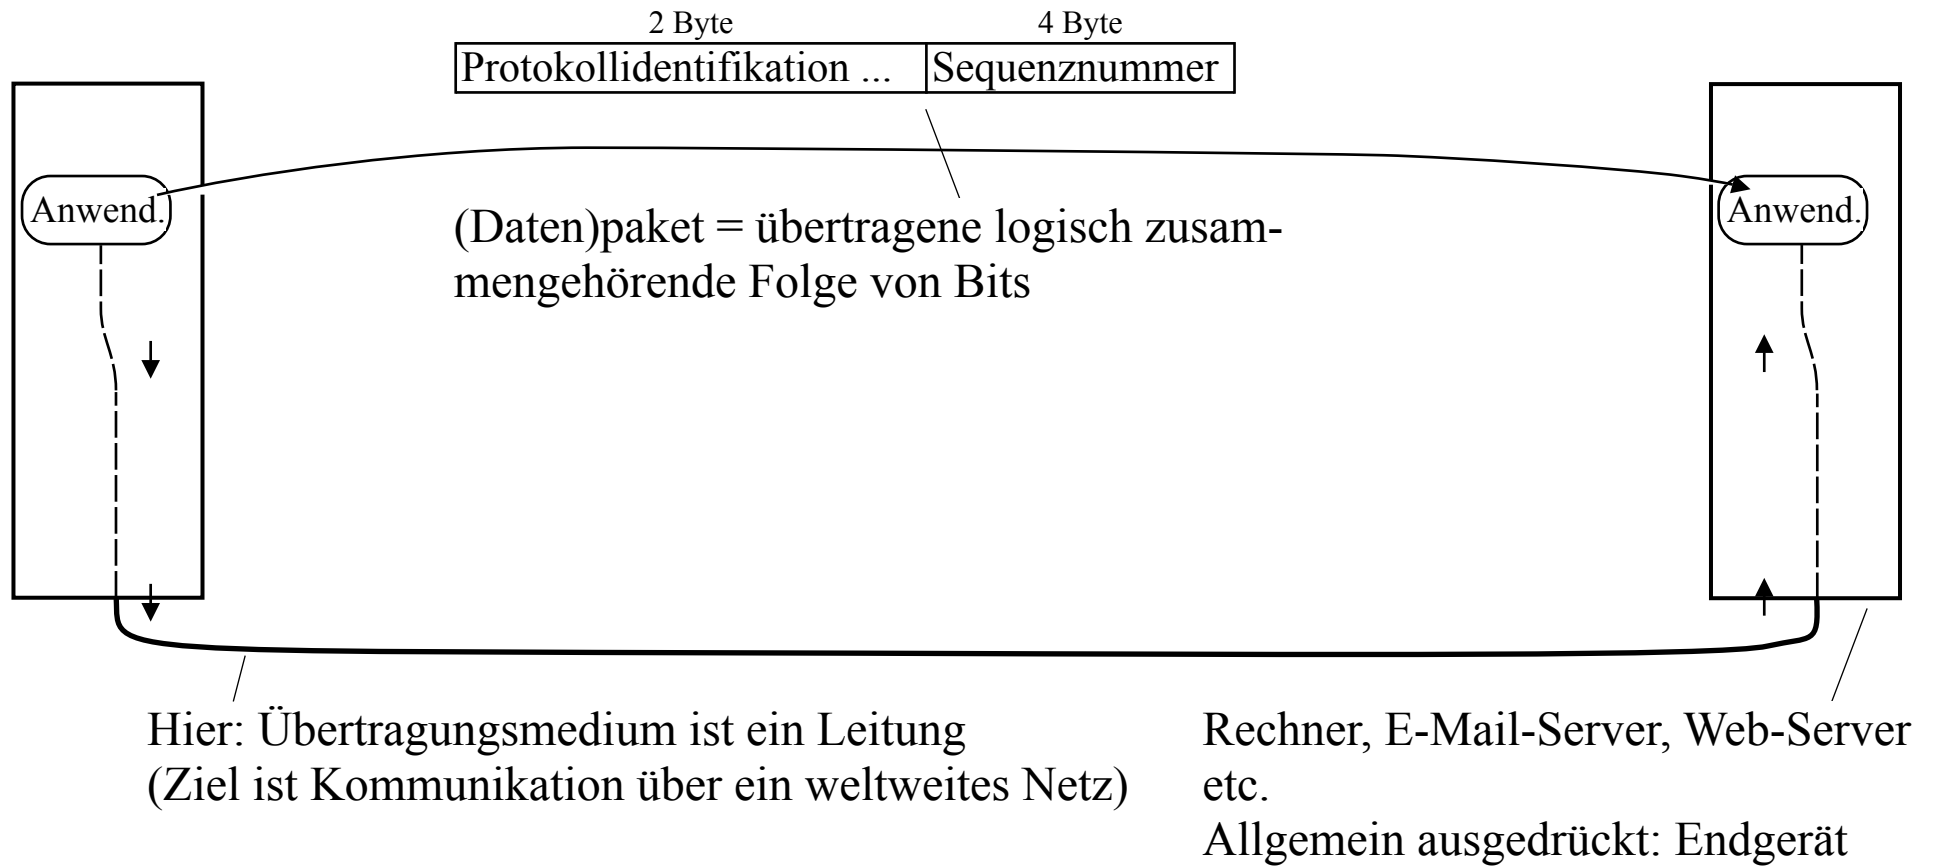 2 Byte 4 Byte
Protokollidentifikation ... Sequenznummer
Anwend.
Anwend.
(Daten)paket = übertragene logisch zusam-
mengehörende Folge von Bits
Hier: Übertragungsmedium ist ein Leitung
(Ziel ist Kommunikation über ein weltweites Netz)
Rechner, E-Mail-Server, Web-Server
etc.
Allgemein ausgedrückt: Endgerät